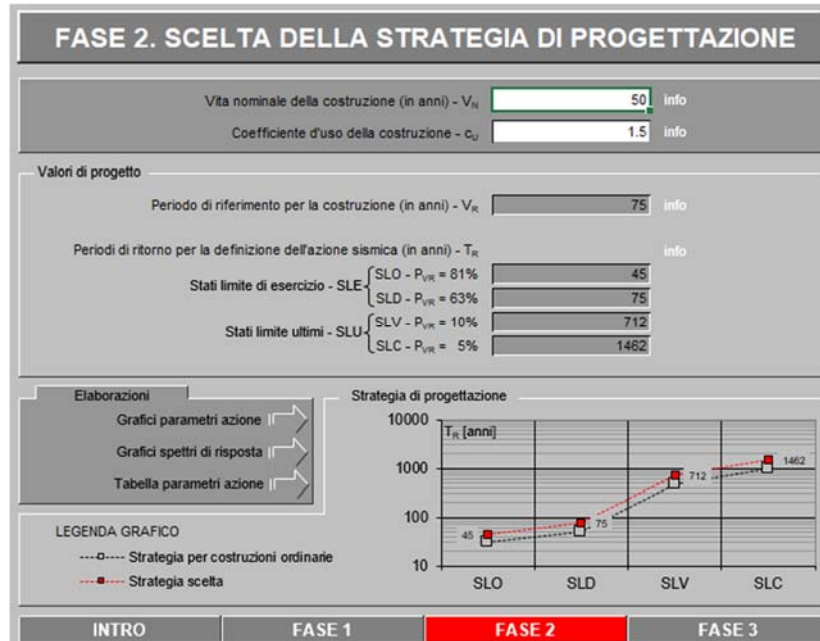 FASE 2. SCELTA DELLA STRATEGIA DI PROGETTAZIONE
Vita nominale della costruzione (in anni) - VN 50 info
Coefficiente d'uso della costruzione - cU 1.5 info
Valori di progetto
Periodo di riferimento per la costruzione (in anni) - VR 75 info
Periodi di ritorno per la definizione dell'azione sismica (in anni) - TR info
Stati limite di esercizio - SLE
SLO - PVR = 81% 45
SLD - PVR = 63% 75
Stati limite ultimi - SLU
SLV - PVR = 10% 712
SLC - PVR = 5% 1462
Elaborazioni
Grafici parametri azione
Grafici spettri di risposta
Tabella parametri azione
LEGENDA GRAFICO
Strategia per costruzioni ordinarie
Strategia scelta
Strategia di progettazione
TR [anni]
10000
1000
100
10
45
75
712
1462
SLO SLD SLV SLC
INTRO FASE 1 FASE 2 FASE 3